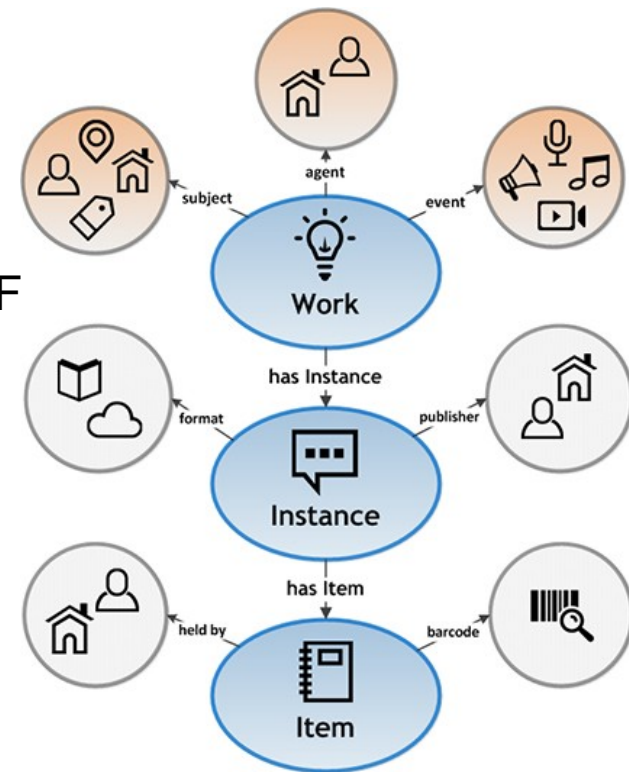 agent
subject
event
Work
F
has Instance
format
publisher
Instance
has Item
held by
barcode
Item